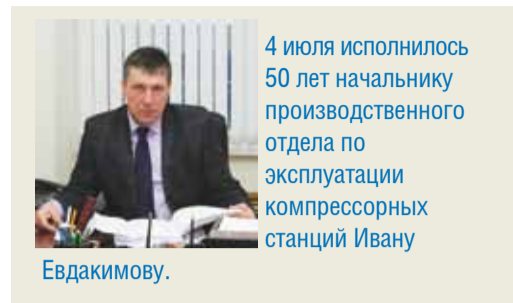 4 июля исполнилось
50 лет начальнику
производственного
отдела по
эксплуатации
компрессорных
станций Ивану
Евдакимову.